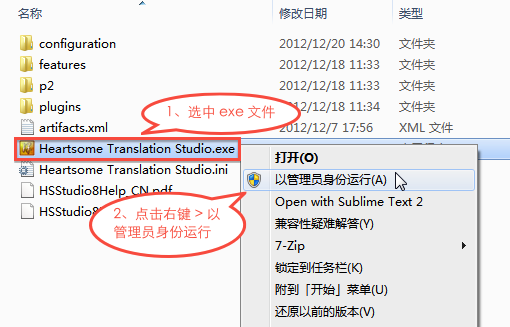 名称 修改日期 类型
configuration 2012/12/20 14:30 文件夹
features 2012/12/18 11:33 文件夹
p2 2012/12/18 11:33 文件夹
plugins 2012/12/18 11:34 文件夹
1、选中 exe 文件
artifacts.xml 2012/12/7 17:56 XML 文件
Heartsome Translation Studio.exe
Heartsome Translation Studio.ini
HSStudio8Help_CN.pdf
HSStudio8
2、点击右键 > 以
管理员身份运行
打开(O)
以管理员身份运行(A)
Open with Sublime Text 2
兼容性疑难解答(Y)
7-Zip
锁定到任务栏(K)
附到「开始」菜单(U)
还原以前的版本(V)